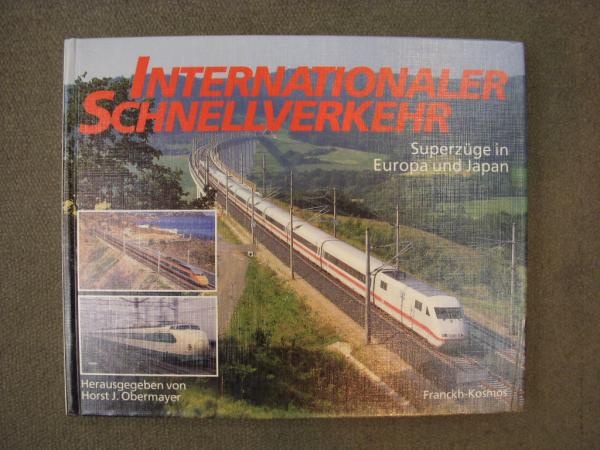 INTERNATIONALER
SCHNELLVERKEHR
Superzüge in
Europa und Japan
Herausgegeben von
Horst J. Obermayer
Franckh-Kosmos